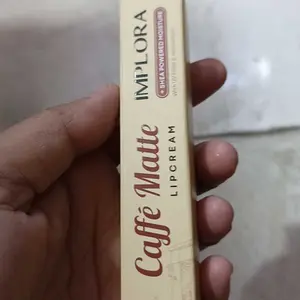 IMPLORA
+ SHEA POWERED MOISTURE
Caffé Matte
LIPCREAM